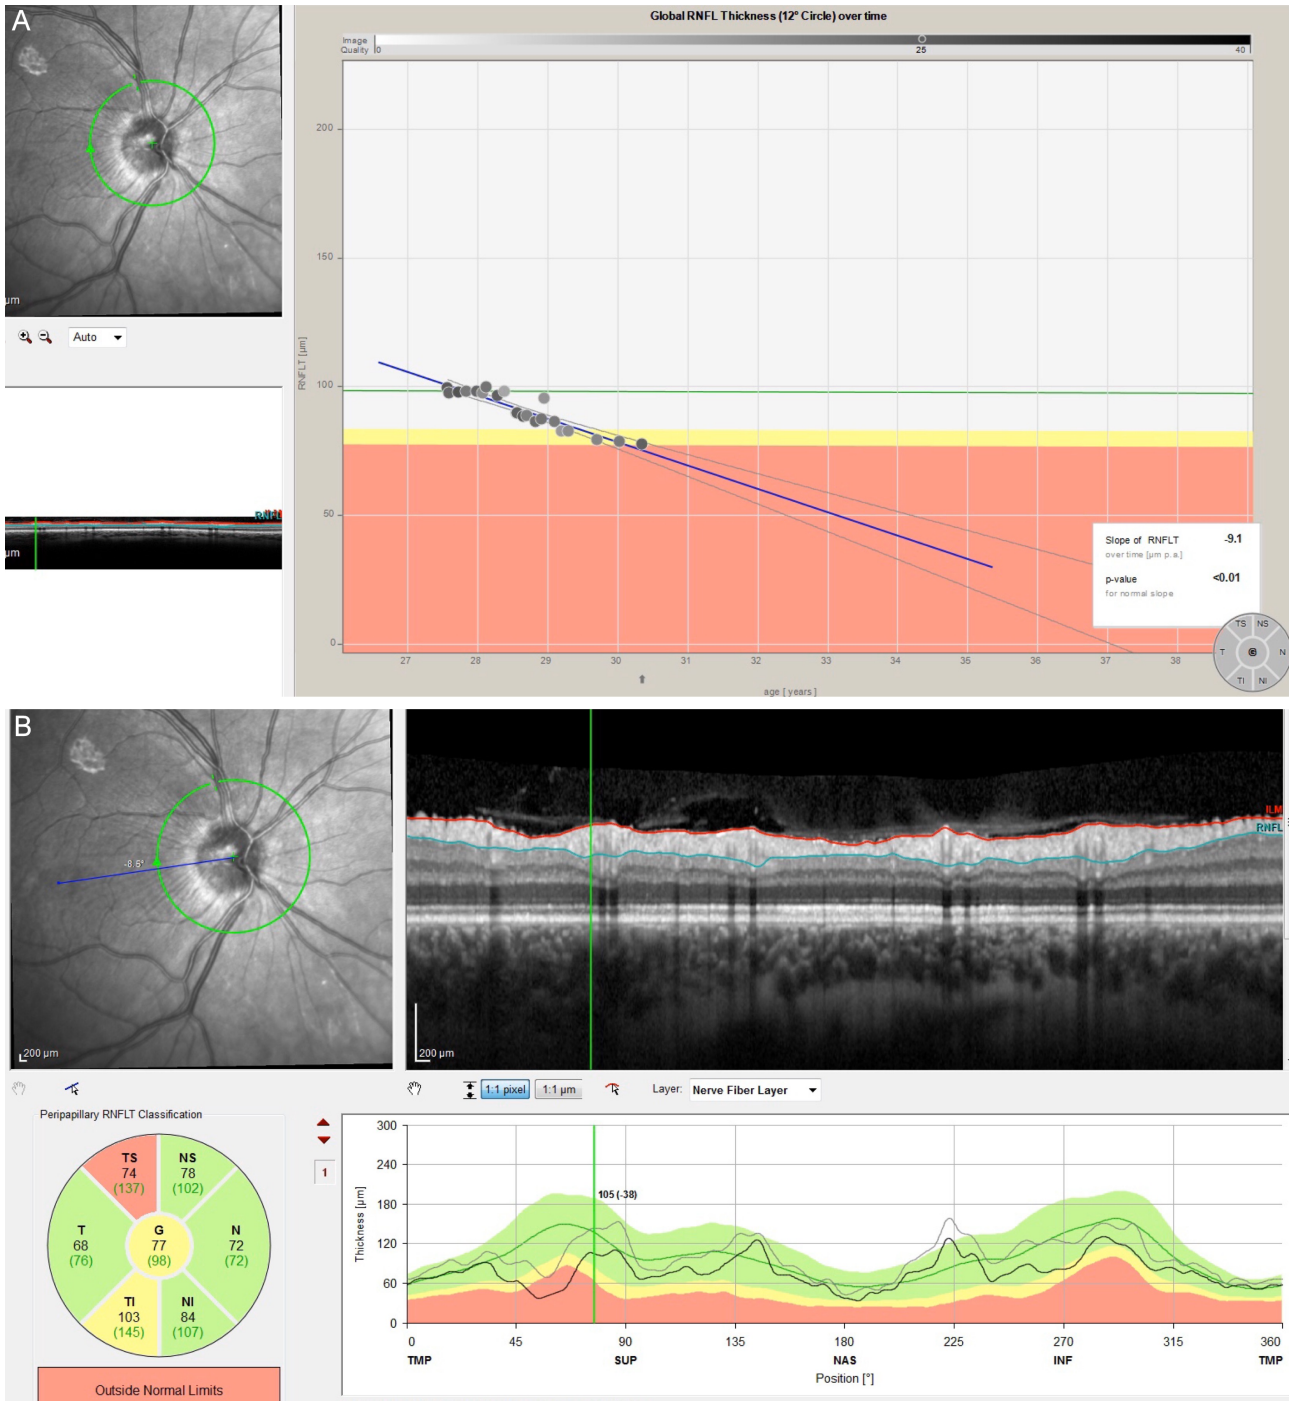 A
Global RNFL Thickness (12° Circle) over time
Image
Quality
0
25
40
200
150
100
50
0
RNFLT [µm]
27 28 29 30 31 32 33 34 35 36 37 38
age [ years ]
Slope of RNFLT -9.1
over time [µm p.a.]
p-value <0.01
for normal slope
TS NS
T G N
TI NI
µm
Auto
RNFL
µm
B
-8.6°
200 µm
ILM
RNFL
200 µm
1:1 pixel 1:1 µm Layer: Nerve Fiber Layer
Peripapillary RNFLT Classification
TS
74
(137)
NS
78
(102)
T
68
(76)
G
77
(98)
N
72
(72)
TI
103
(145)
NI
84
(107)
Outside Normal Limits
1
300
240
180
120
60
0
Thickness [µm]
105 (-38)
0 45 90 135 180 225 270 315 360
TMP SUP NAS INF TMP
Position [°]